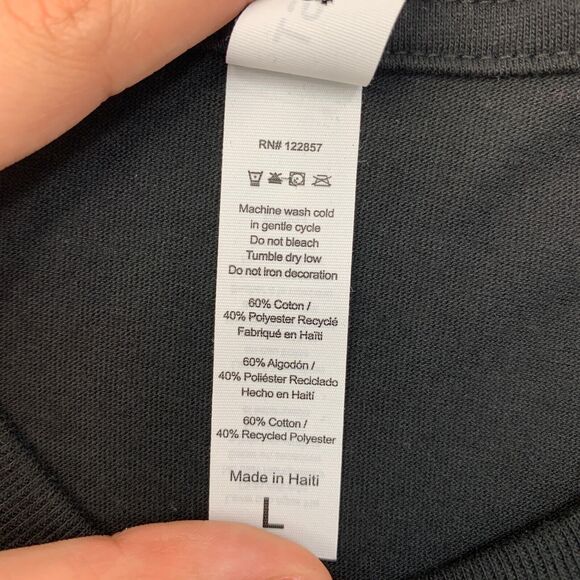 RN# 122857
Machine wash cold
in gentle cycle
Do not bleach
Tumble dry low
Do not iron decoration
60% Coton /
40% Polyester Recyclé
Fabriqué en Haïti
60% Algodón /
40% Poliéster Reciclado
Hecho en Haití
60% Cotton /
40% Recycled Polyester
Made in Haiti
L